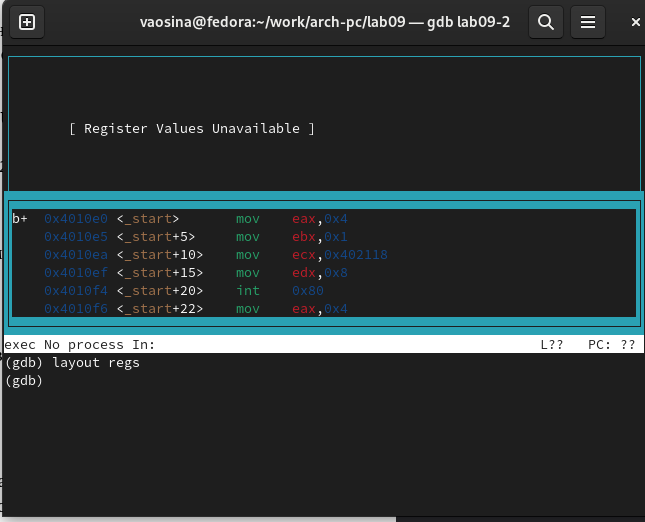 vaosina@fedora:~/work/arch-pc/lab09 — gdb lab09-2
[ Register Values Unavailable ]
b+ 0x4010e0 <_start> mov eax,0x4
0x4010e5 <_start+5> mov ebx,0x1
0x4010ea <_start+10> mov ecx,0x402118
0x4010ef <_start+15> mov edx,0x8
0x4010f4 <_start+20> int 0x80
0x4010f6 <_start+22> mov eax,0x4
exec No process In: L?? PC: ??
(gdb) layout regs
(gdb)